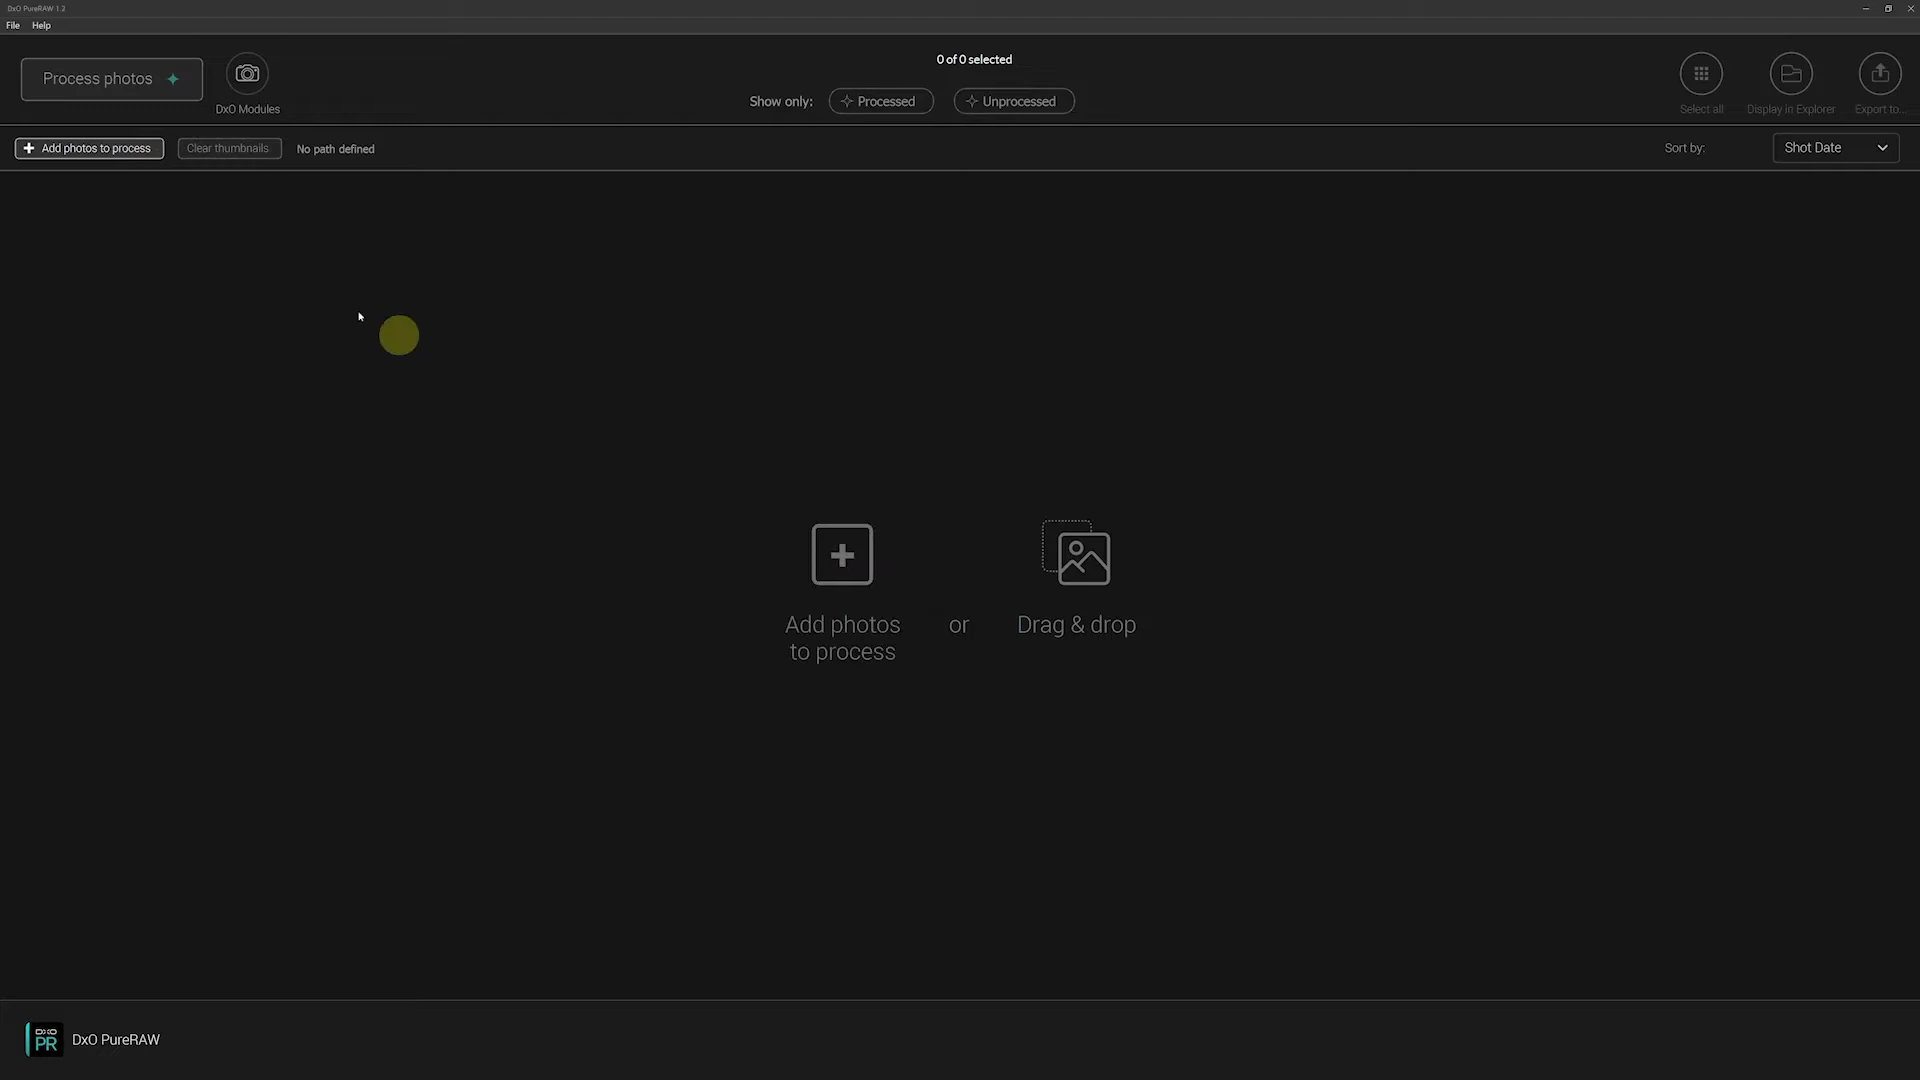 DxO PureRAW 1.2
File Help
Process photos
DxO Modules
0 of 0 selected
Show only: Processed Unprocessed
Select all
Display in Explorer
Export to...
Add photos to process
Clear thumbnails
No path defined
Sort by:
Shot Date
Add photos
to process
or
Drag & drop
DXO
PR
DxO PureRAW